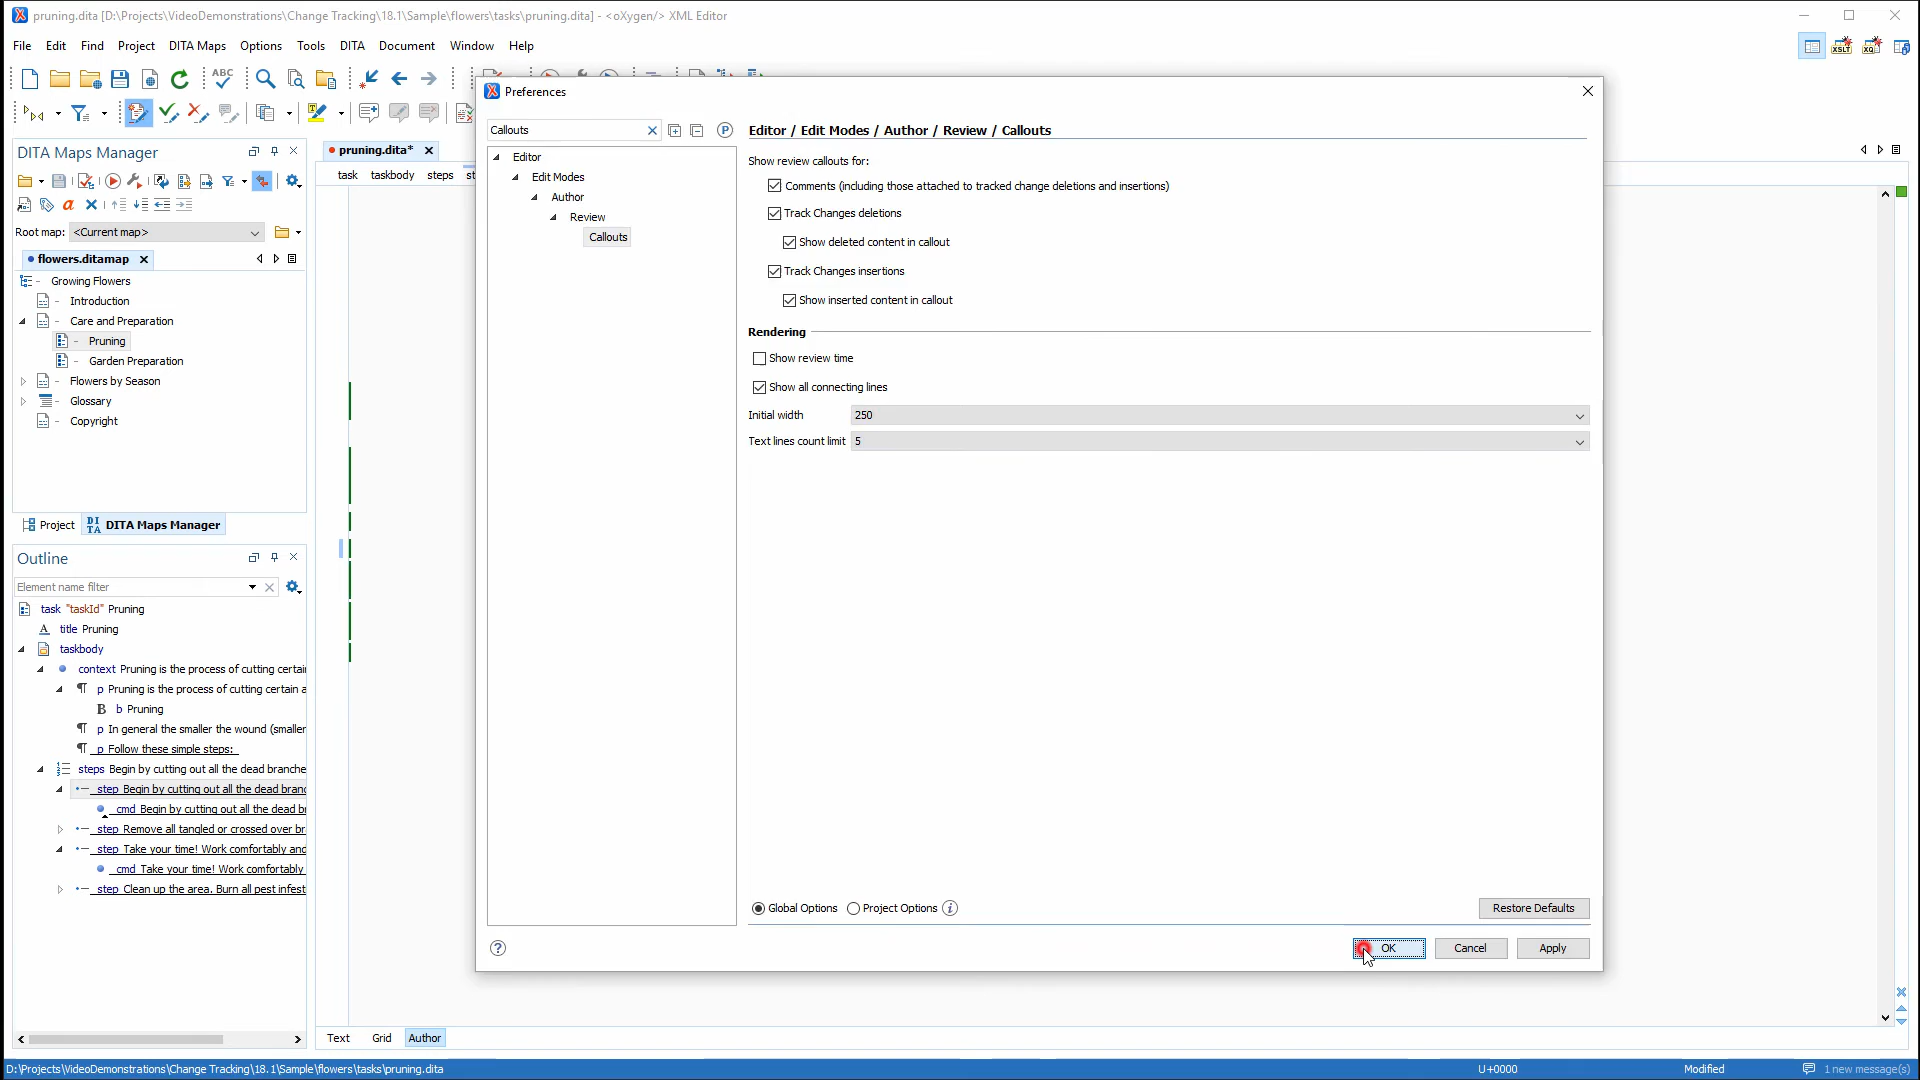 pruning.dita [D:\Projects\VideoDemonstrations\Change Tracking\18.1\Sample\flowers\tasks\pruning.dita] - <oXygen/> XML Editor
File Edit Find Project DITA Maps Options Tools DITA Document Window Help
XSLT XQ
ABC
Preferences
Callouts
P
Editor
Edit Modes
Author
Review
Callouts
Editor / Edit Modes / Author / Review / Callouts
Show review callouts for:
Comments (including those attached to tracked change deletions and insertions)
Track Changes deletions
Show deleted content in callout
Track Changes insertions
Show inserted content in callout
Rendering
Show review time
Show all connecting lines
Initial width 250
Text lines count limit 5
Global Options Project Options
Restore Defaults
OK Cancel Apply
DITA Maps Manager
Root map: <Current map>
flowers.ditamap
Growing Flowers
Introduction
Care and Preparation
Pruning
Garden Preparation
Flowers by Season
Glossary
Copyright
Project DITA DITA Maps Manager
pruning.dita*
task taskbody steps st
Outline
Element name filter
task "taskId" Pruning
title Pruning
taskbody
context Pruning is the process of cutting certai
p Pruning is the process of cutting certain a
B b Pruning
p In general the smaller the wound (smaller
p Follow these simple steps:
steps Begin by cutting out all the dead branche
step Begin by cutting out all the dead branc
cmd Begin by cutting out all the dead b
step Remove all tangled or crossed over br
step Take your time! Work comfortably and
cmd Take your time! Work comfortably
step Clean up the area. Burn all pest infest
Text Grid Author
D:\Projects\VideoDemonstrations\Change Tracking\18.1\Sample\flowers\tasks\pruning.dita U+0000 Modified 1 new message(s)